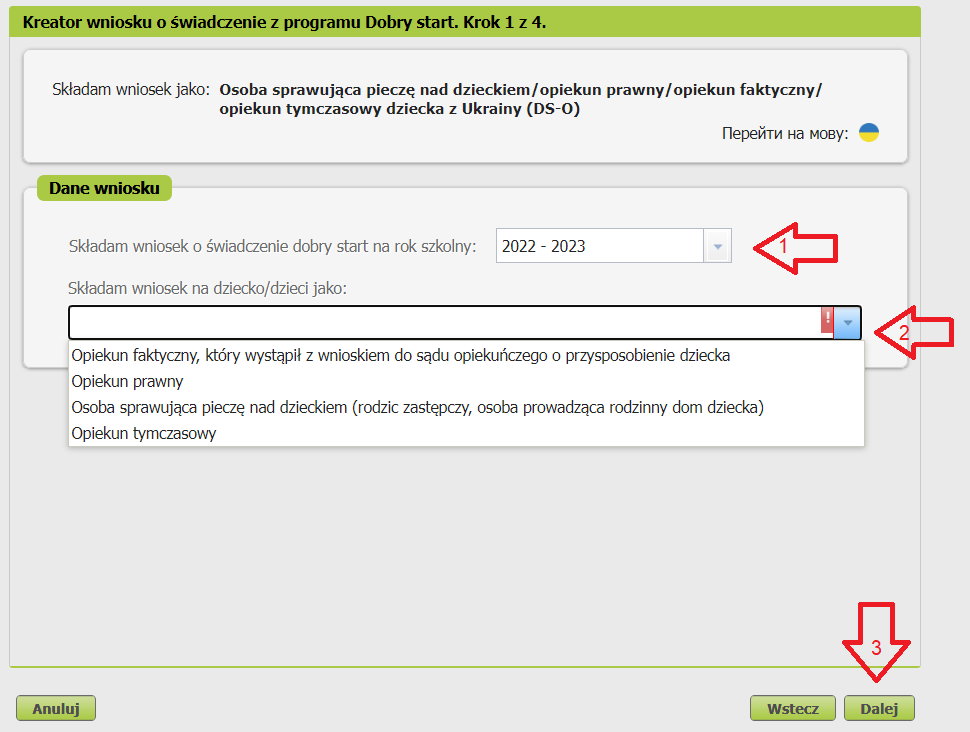 Kreator wniosku o świadczenie z programu Dobry start. Krok 1 z 4.
Składam wniosek jako: Osoba sprawująca pieczę nad dzieckiem/opiekun prawny/opiekun faktyczny/
opiekun tymczasowy dziecka z Ukrainy (DS-O)
Перейти на мову:
Dane wniosku
Składam wniosek o świadczenie dobry start na rok szkolny: 2022 - 2023
1
Składam wniosek na dziecko/dzieci jako:
!
2
Opiekun faktyczny, który wystąpił z wnioskiem do sądu opiekuńczego o przysposobienie dziecka
Opiekun prawny
Osoba sprawująca pieczę nad dzieckiem (rodzic zastępczy, osoba prowadząca rodzinny dom dziecka)
Opiekun tymczasowy
3
Anuluj Wstecz Dalej